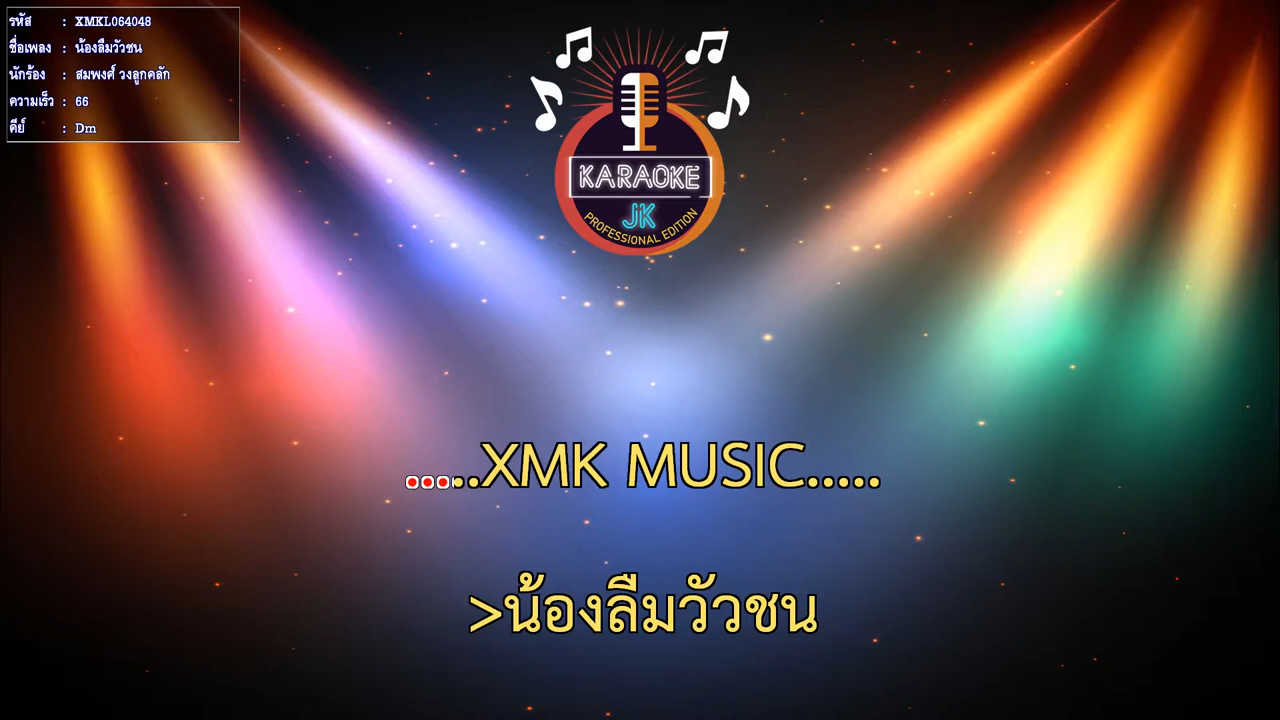 รหัส : XMKL064048
ชื่อเพลง : น้องลืมวัวชน
นักร้อง : สมพงศ์ วงลูกคลัก
ความเร็ว : 66
คีย์ : Dm
KARAOKE
JK
PROFESSIONAL EDITION
.....XMK MUSIC.....
>น้องลืมวัวชน